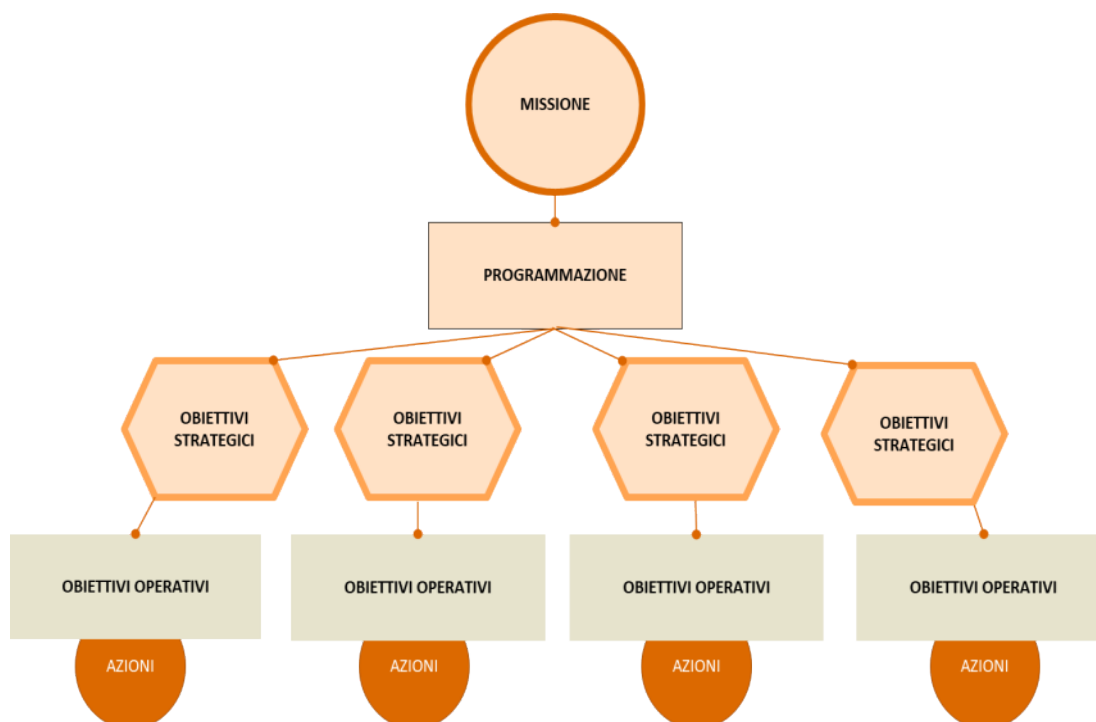 MISSIONE
PROGRAMMAZIONE
OBIETTIVI
STRATEGICI
OBIETTIVI
STRATEGICI
OBIETTIVI
STRATEGICI
OBIETTIVI
STRATEGICI
OBIETTIVI OPERATIVI
OBIETTIVI OPERATIVI
OBIETTIVI OPERATIVI
OBIETTIVI OPERATIVI
AZIONI
AZIONI
AZIONI
AZIONI